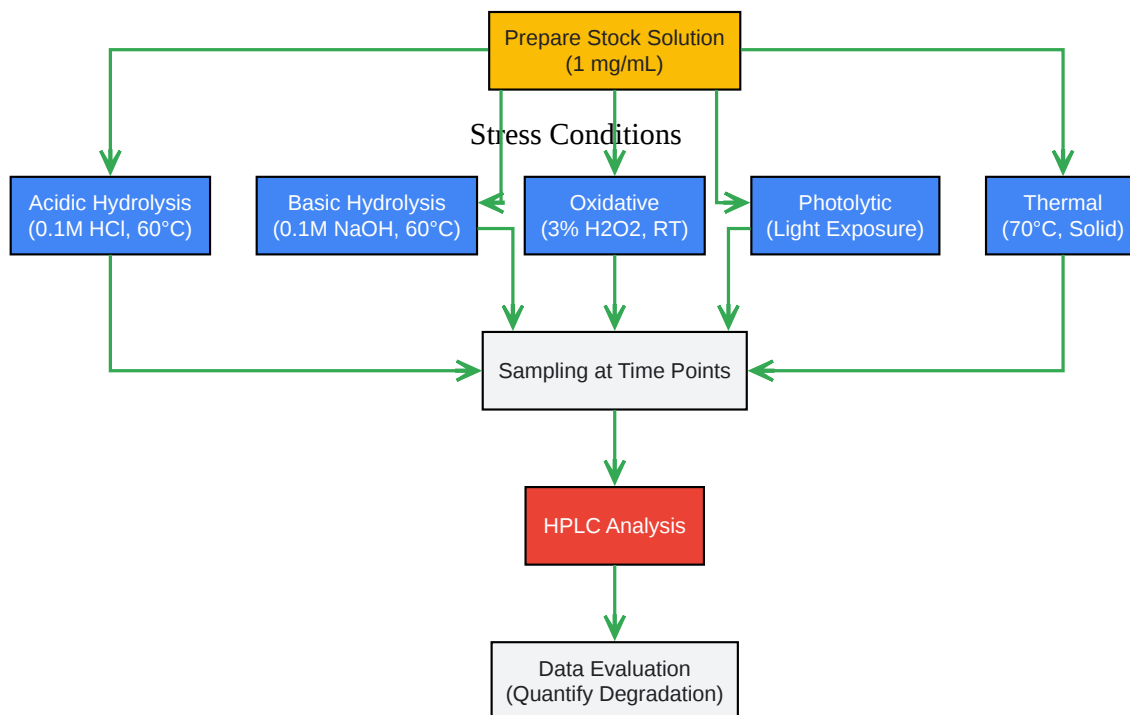 Prepare Stock Solution
(1 mg/mL)
Stress Conditions
Acidic Hydrolysis
(0.1M HCl, 60°C)
Basic Hydrolysis
(0.1M NaOH, 60°C)
Oxidative
(3% H2O2, RT)
Photolytic
(Light Exposure)
Thermal
(70°C, Solid)
Sampling at Time Points
HPLC Analysis
Data Evaluation
(Quantify Degradation)